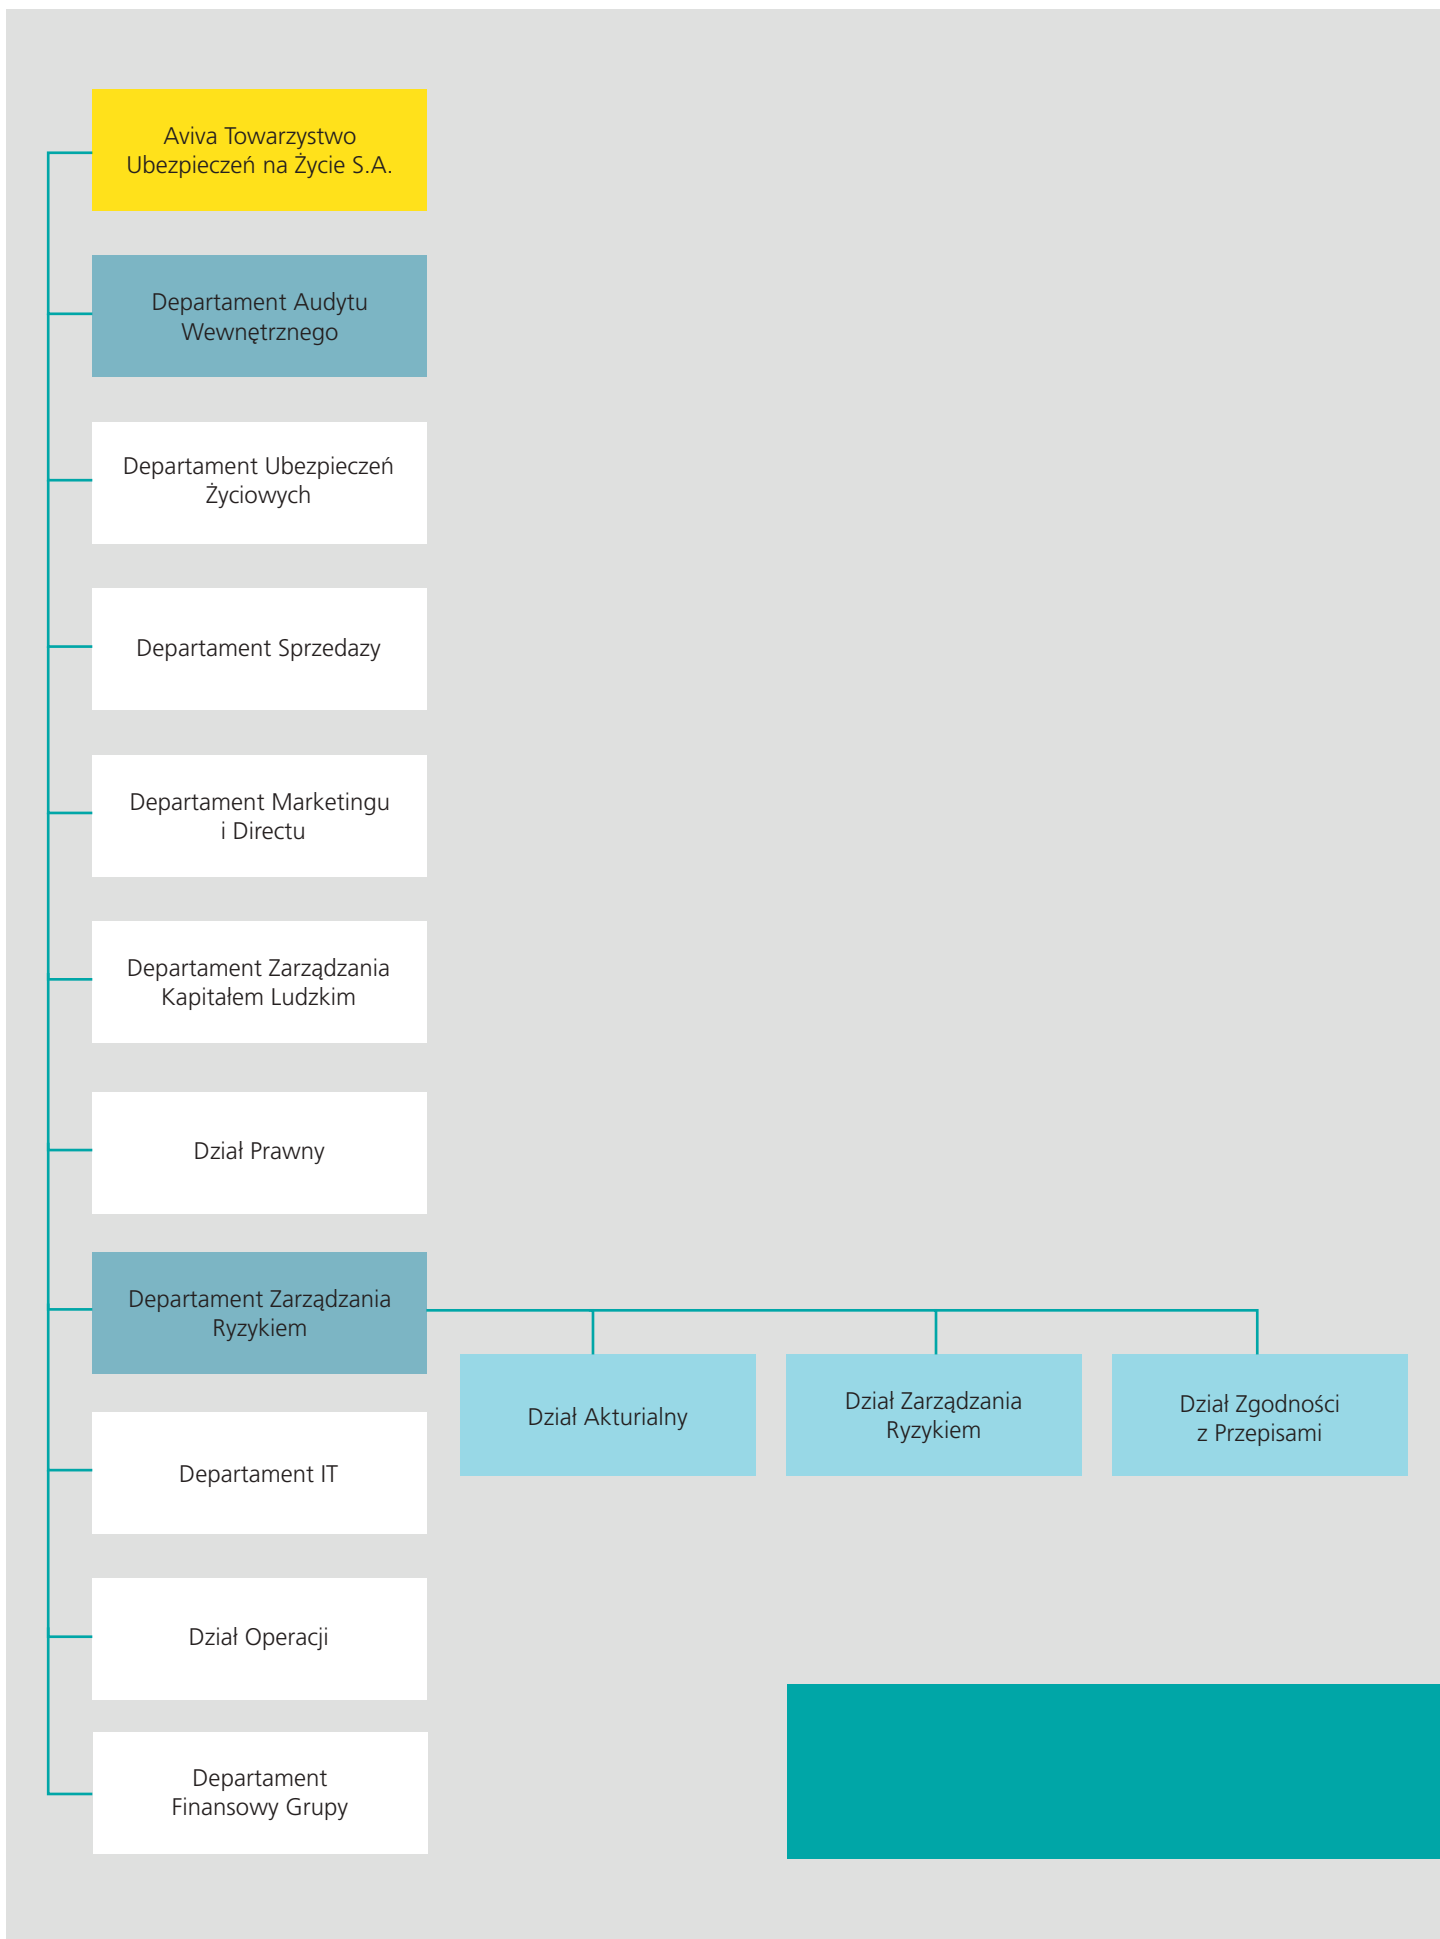 Aviva Towarzystwo
Ubezpieczeń na Życie S.A.
Departament Audytu
Wewnętrznego
Departament Ubezpieczeń
Życiowych
Departament Sprzedazy
Departament Marketingu
i Directu
Departament Zarządzania
Kapitałem Ludzkim
Dział Prawny
Departament Zarządzania
Ryzykiem
Dział Akturialny
Dział Zarządzania
Ryzykiem
Dział Zgodności
z Przepisami
Departament IT
Dział Operacji
Departament
Finansowy Grupy